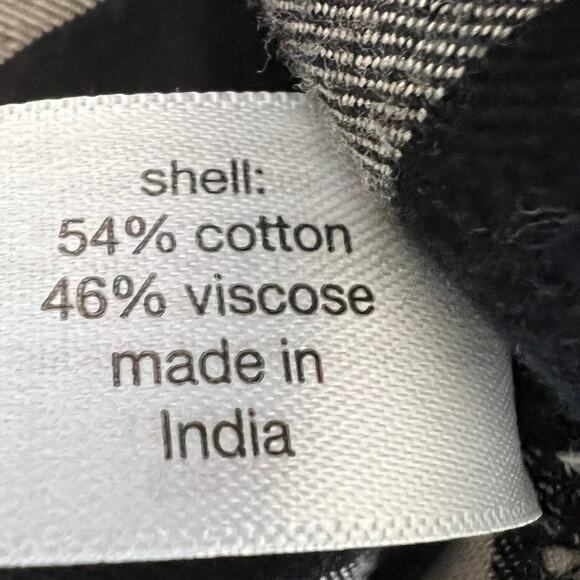 shell:
54% cotton
46% viscose
made in
India